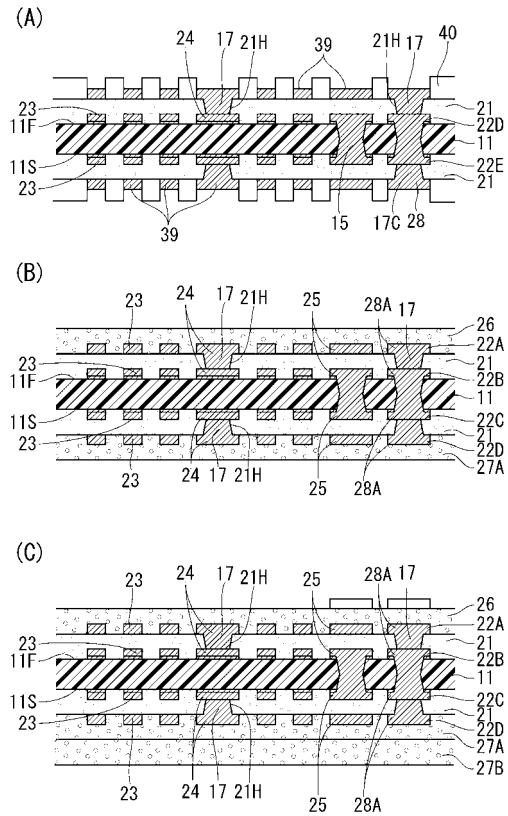 (A)
24 17 21H 39 21H 17 40
23
11F
21
22D
11
11S
22E
23
21
39 15 17C 28
(B)
23 24 17 21H 25 28A 17
26
22A
23
21
11F
22B
11
11S
22C
23
21
22D
27A
23 24 17 21H 25 28A
(C)
23 24 17 21H 25 28A 17
26
22A
23
21
11F
22B
11
11S
22C
23
21
22D
27A
27B
23 24 17 21H 25 28A